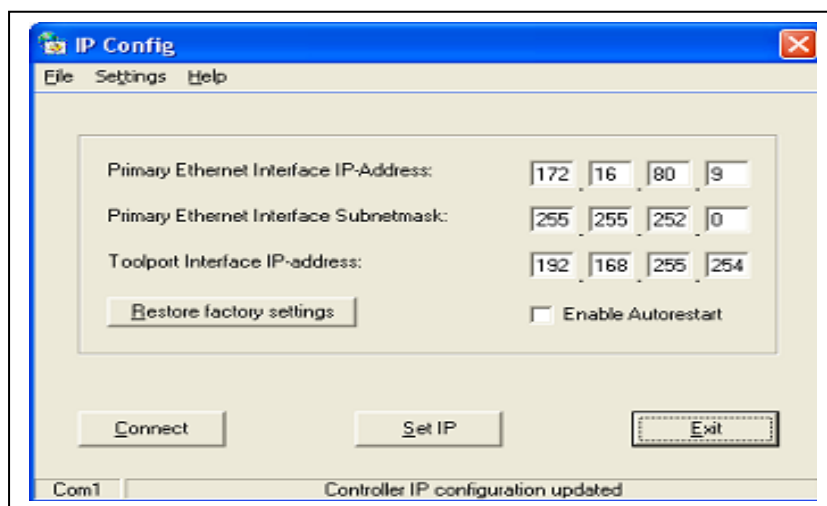 IP Config
File Settings Help
Primary Ethernet Interface IP-Address: 172 . 16 . 80 . 9
Primary Ethernet Interface Subnetmask: 255 . 255 . 252 . 0
Toolport Interface IP-address: 192 . 168 . 255 . 254
Restore factory settings Enable Autorestart
Connect Set IP Exit
Com1 Controller IP configuration updated